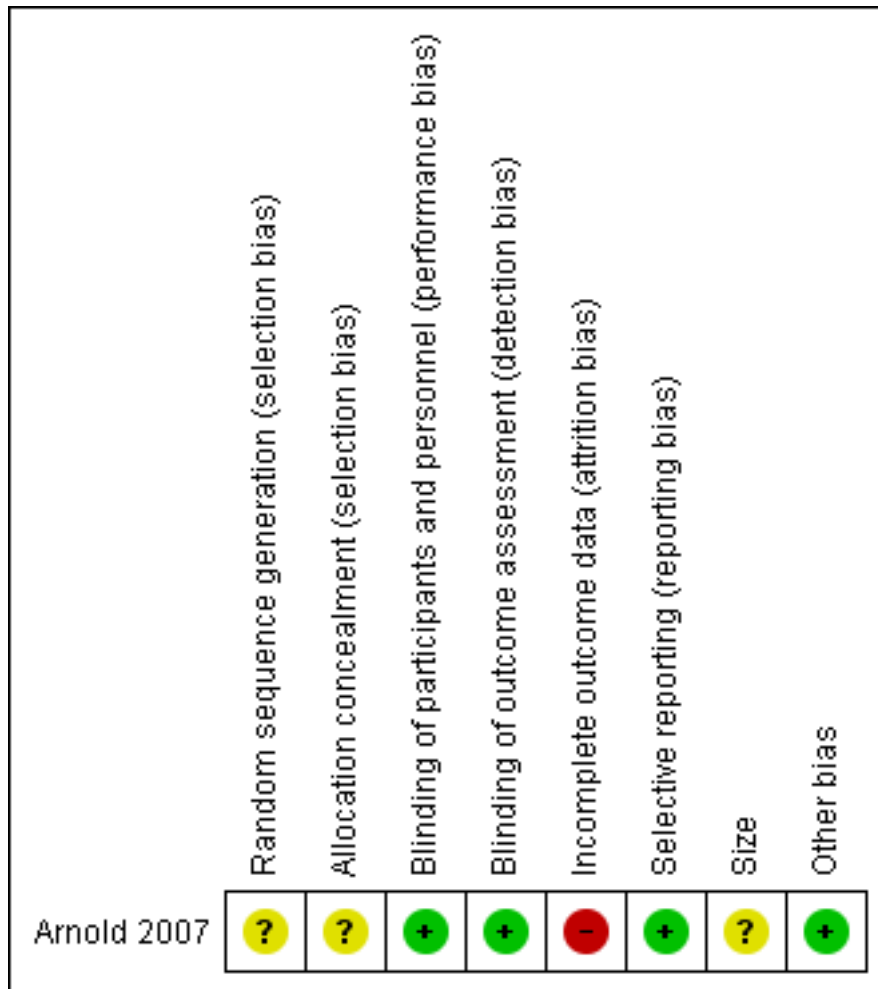 Random sequence generation (selection bias)
Allocation concealment (selection bias)
Blinding of participants and personnel (performance bias)
Blinding of outcome assessment (detection bias)
Incomplete outcome data (attrition bias)
Selective reporting (reporting bias)
Size
Other bias
Arnold 2007 ? ? + + - + ? +